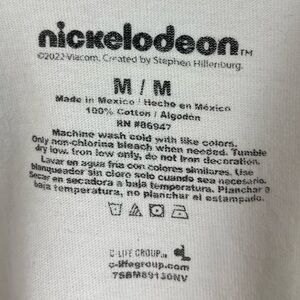 nickelodeon™
©2022 Viacom. Created by Stephen Hillenburg.
M / M
Made in Mexico / Hecho en México
100% Cotton / Algodón
RN #86947
Machine wash cold with like colors.
Only non-chlorine bleach when needed. Tumble
dry low. Iron low only, do not iron decoration.
Lavar en agua fria con colores similares. Use
blanqueador sin cloro solo cuando sea necesario.
Secar en secadora a baja temperatura. Planchar a
baja temperatura, no planchar el estampado.
C-LIFE GROUP
c-lifegroup.com
7SBM89130NV